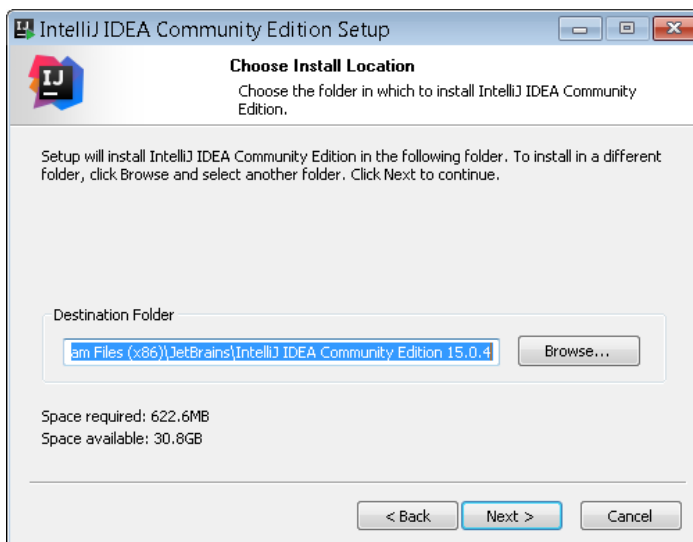 IntelliJ IDEA Community Edition Setup
IJ
Choose Install Location
Choose the folder in which to install IntelliJ IDEA Community
Edition.
Setup will install IntelliJ IDEA Community Edition in the following folder. To install in a different
folder, click Browse and select another folder. Click Next to continue.
Destination Folder
am Files (x86)\JetBrains\IntelliJ IDEA Community Edition 15.0.4
Browse...
Space required: 622.6MB
Space available: 30.8GB
< Back Next > Cancel